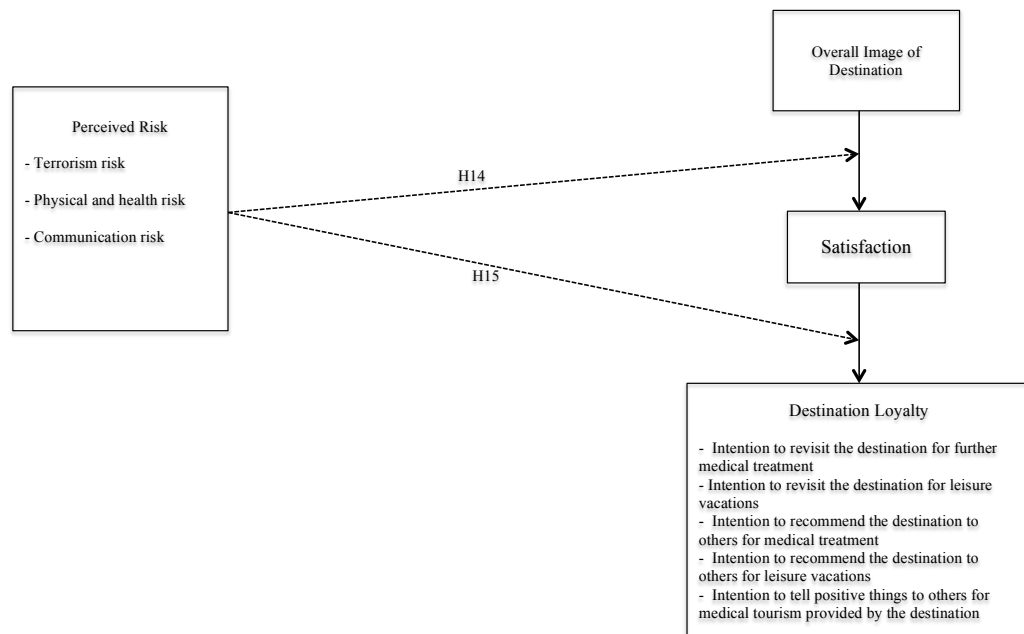 Overall Image of
Destination
Perceived Risk
- Terrorism risk
- Physical and health risk
- Communication risk
H14
Satisfaction
H15
Destination Loyalty
- Intention to revisit the destination for further
medical treatment
- Intention to revisit the destination for leisure
vacations
- Intention to recommend the destination to
others for medical treatment
- Intention to recommend the destination to
others for leisure vacations
- Intention to tell positive things to others for
medical tourism provided by the destination